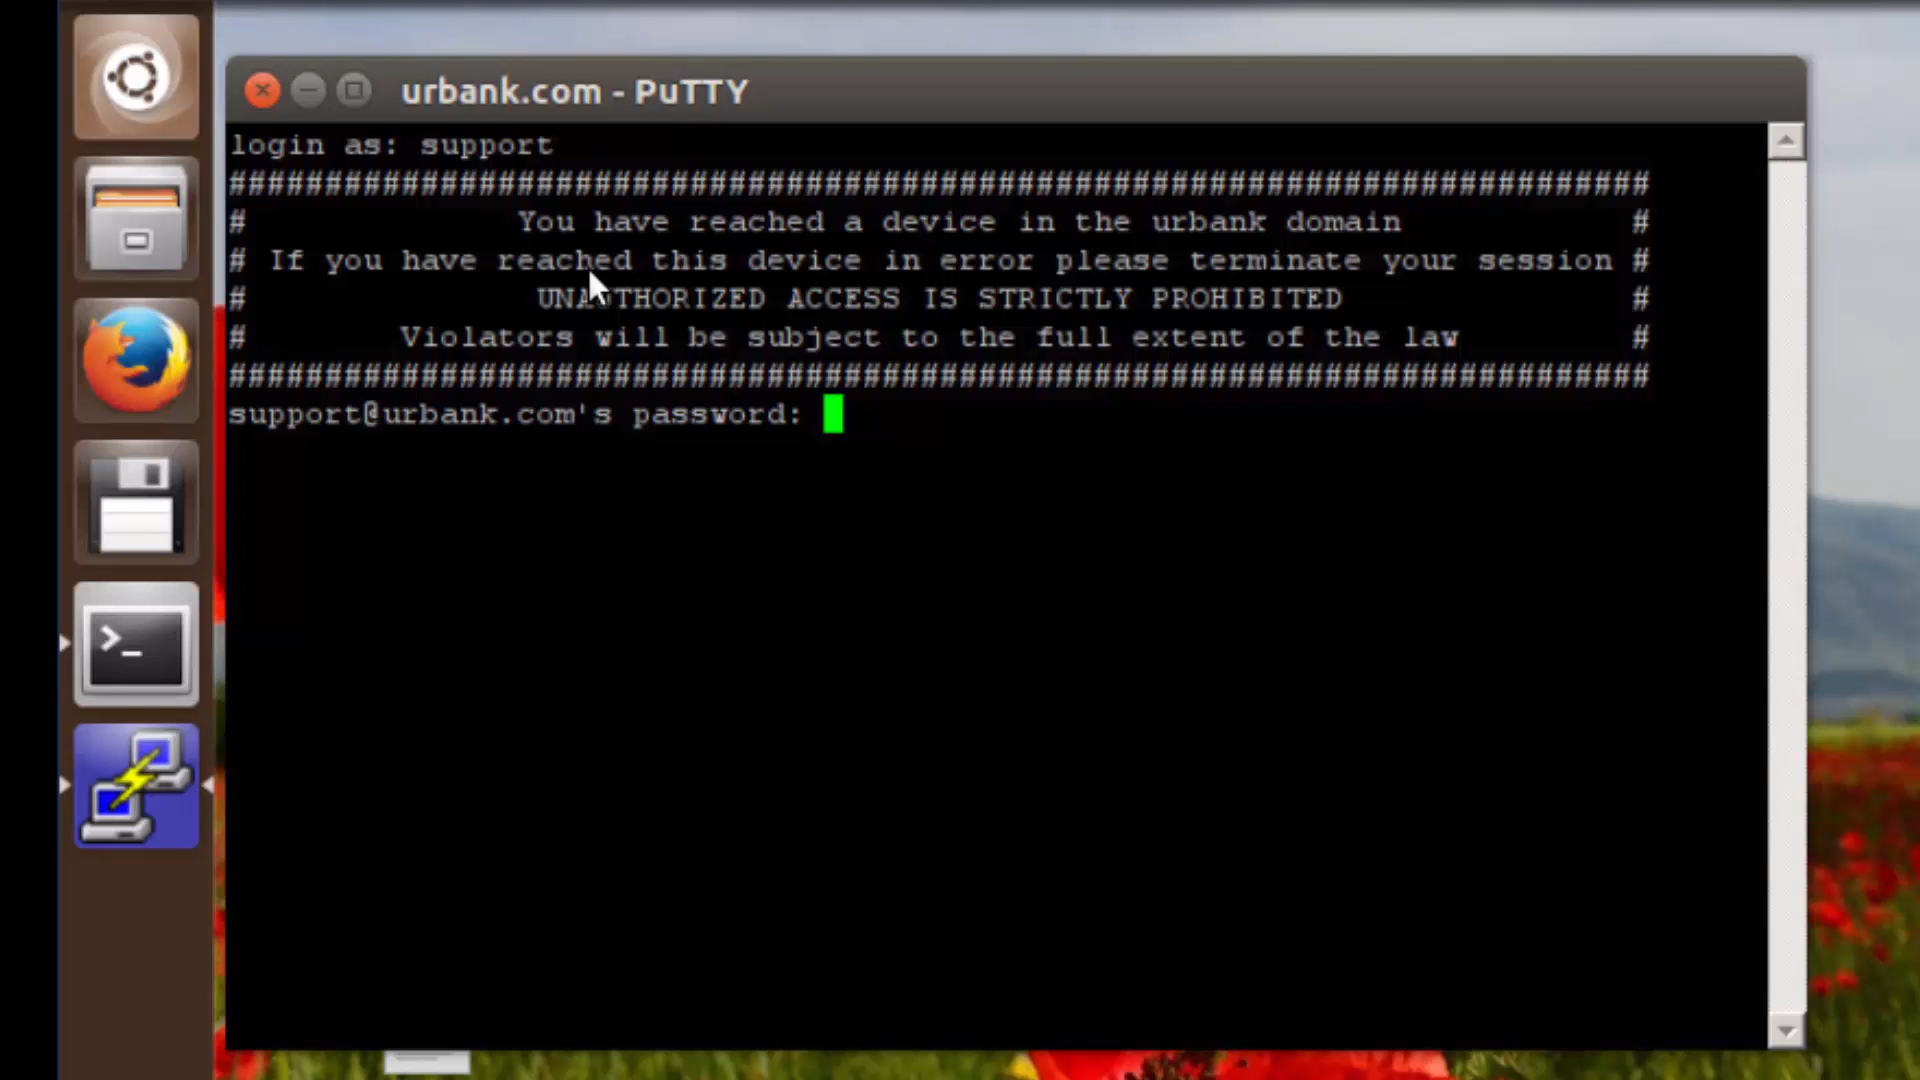 urbank.com - PuTTY
login as: support
##########################################################################
# You have reached a device in the urbank domain #
# If you have reached this device in error please terminate your session #
# UNAUTHORIZED ACCESS IS STRICTLY PROHIBITED #
# Violators will be subject to the full extent of the law #
##########################################################################
support@urbank.com's password:
>_